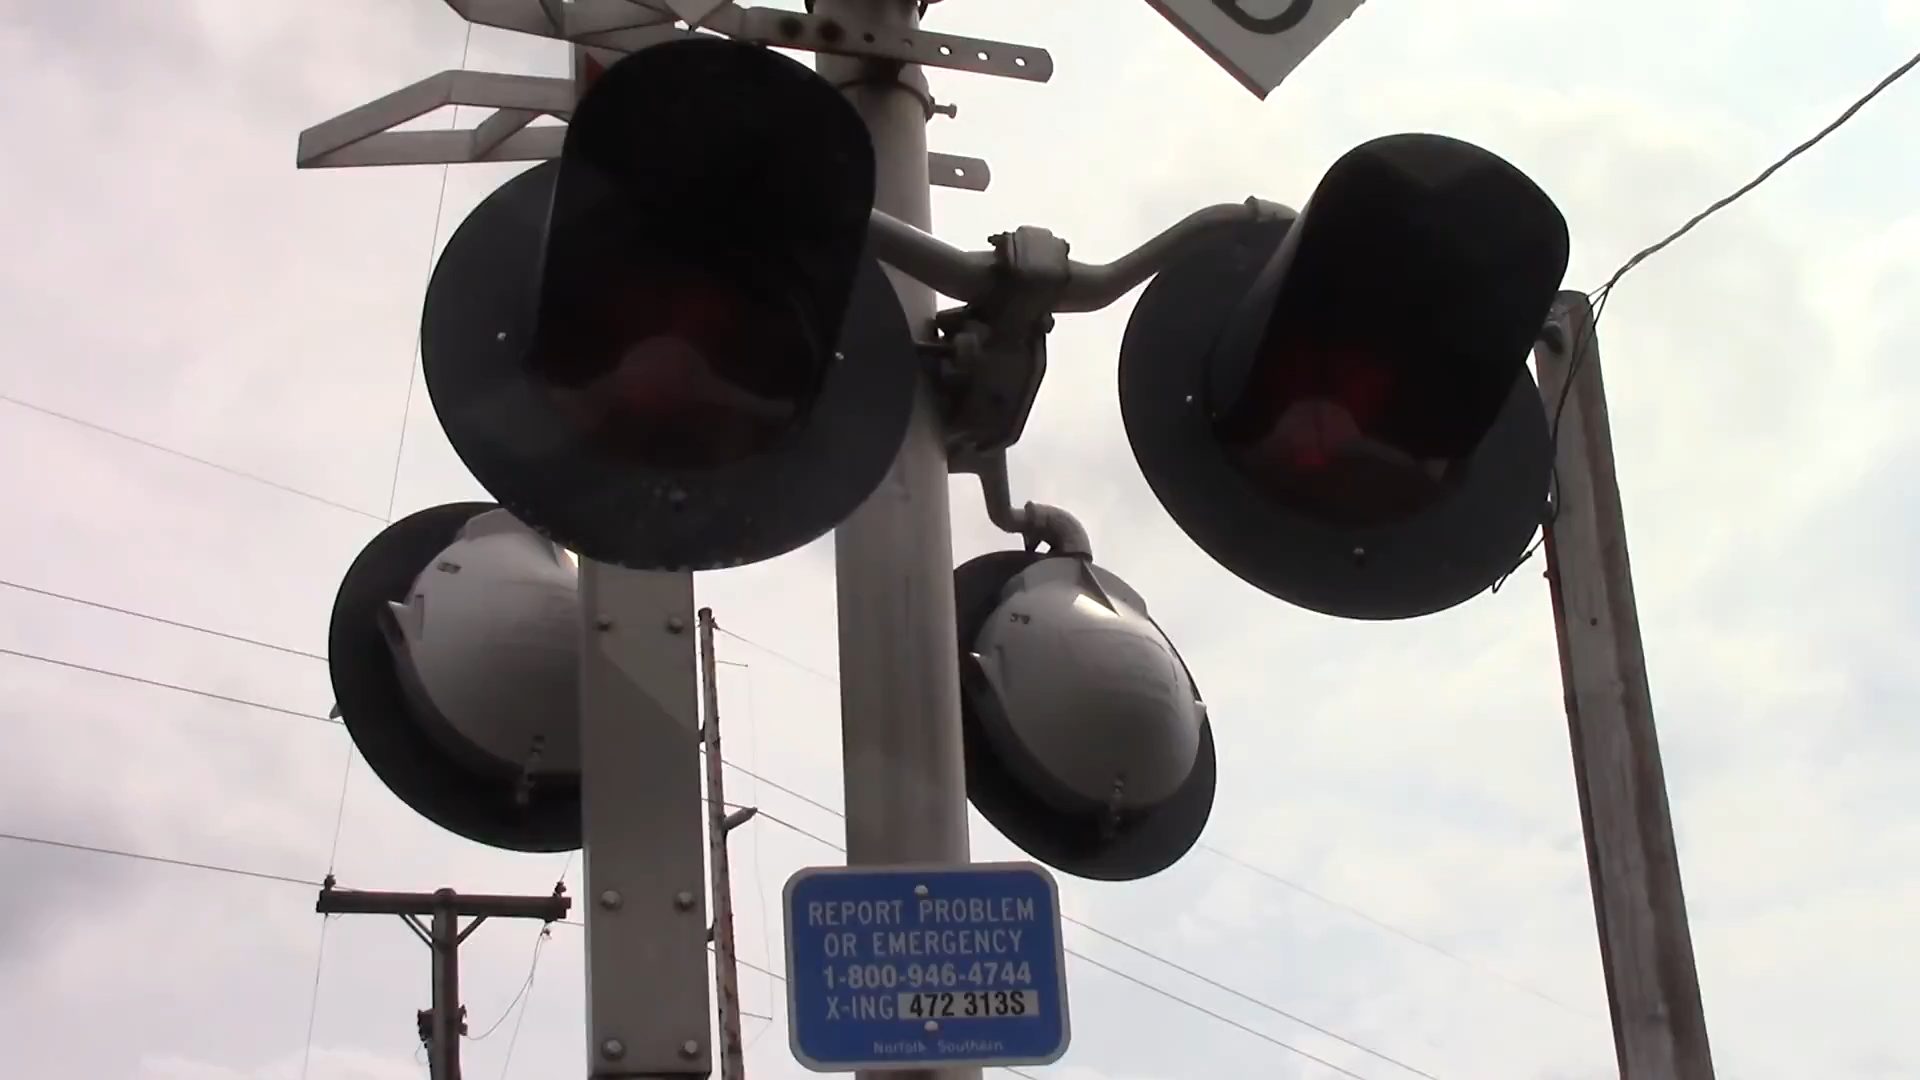 REPORT PROBLEM
OR EMERGENCY
1-800-946-4744
X-ING 472 313S
Norfolk Southern